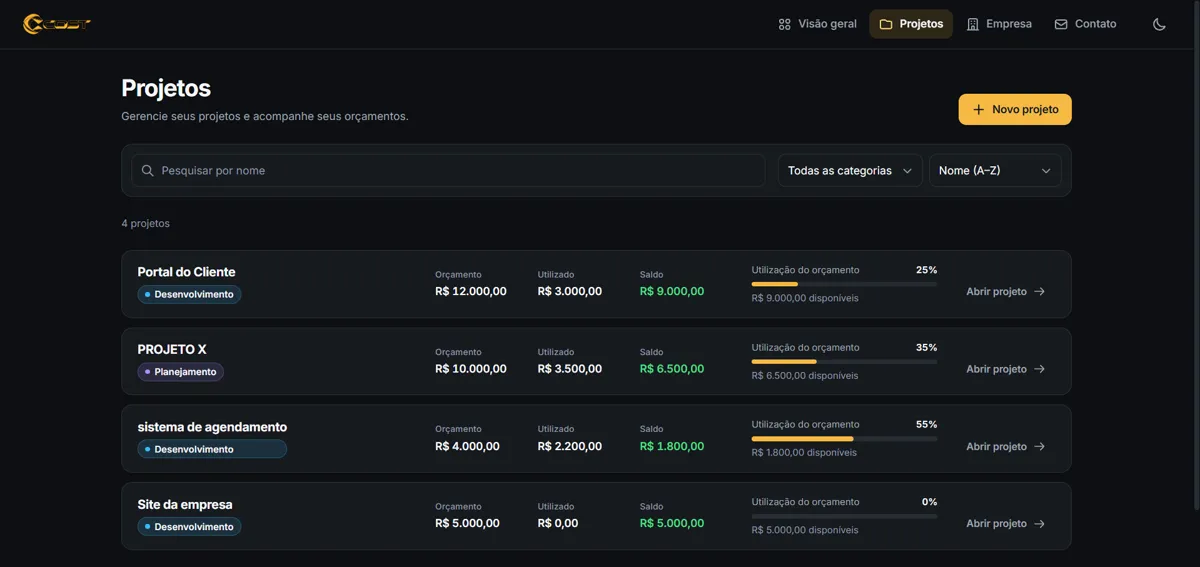 COST
Visão geral
Projetos
Empresa
Contato
Projetos
Gerencie seus projetos e acompanhe seus orçamentos.
+ Novo projeto
Pesquisar por nome
Todas as categorias
Nome (A–Z)
4 projetos
Portal do Cliente
Desenvolvimento
Orçamento
R$ 12.000,00
Utilizado
R$ 3.000,00
Saldo
R$ 9.000,00
Utilização do orçamento 25%
R$ 9.000,00 disponíveis
Abrir projeto →
PROJETO X
Planejamento
Orçamento
R$ 10.000,00
Utilizado
R$ 3.500,00
Saldo
R$ 6.500,00
Utilização do orçamento 35%
R$ 6.500,00 disponíveis
Abrir projeto →
sistema de agendamento
Desenvolvimento
Orçamento
R$ 4.000,00
Utilizado
R$ 2.200,00
Saldo
R$ 1.800,00
Utilização do orçamento 55%
R$ 1.800,00 disponíveis
Abrir projeto →
Site da empresa
Desenvolvimento
Orçamento
R$ 5.000,00
Utilizado
R$ 0,00
Saldo
R$ 5.000,00
Utilização do orçamento 0%
R$ 5.000,00 disponíveis
Abrir projeto →